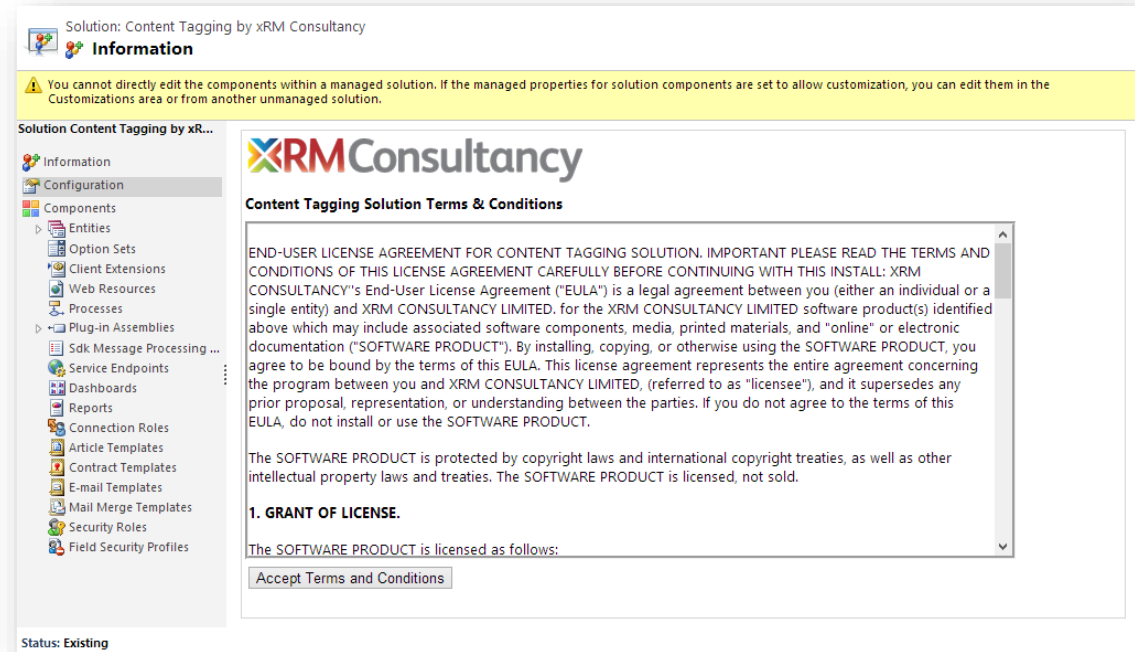 Solution: Content Tagging by xRM Consultancy
Information
You cannot directly edit the components within a managed solution. If the managed properties for solution components are set to allow customization, you can edit them in the
Customizations area or from another unmanaged solution.
Solution Content Tagging by xR...
Information
Configuration
Components
Entities
Option Sets
Client Extensions
Web Resources
Processes
Plug-in Assemblies
Sdk Message Processing ...
Service Endpoints
Dashboards
Reports
Connection Roles
Article Templates
Contract Templates
E-mail Templates
Mail Merge Templates
Security Roles
Field Security Profiles
XRMConsultancy
Content Tagging Solution Terms & Conditions
END-USER LICENSE AGREEMENT FOR CONTENT TAGGING SOLUTION. IMPORTANT PLEASE READ THE TERMS AND
CONDITIONS OF THIS LICENSE AGREEMENT CAREFULLY BEFORE CONTINUING WITH THIS INSTALL: XRM
CONSULTANCY''s End-User License Agreement ("EULA") is a legal agreement between you (either an individual or a
single entity) and XRM CONSULTANCY LIMITED. for the XRM CONSULTANCY LIMITED software product(s) identified
above which may include associated software components, media, printed materials, and "online" or electronic
documentation ("SOFTWARE PRODUCT"). By installing, copying, or otherwise using the SOFTWARE PRODUCT, you
agree to be bound by the terms of this EULA. This license agreement represents the entire agreement concerning
the program between you and XRM CONSULTANCY LIMITED, (referred to as "licensee"), and it supersedes any
prior proposal, representation, or understanding between the parties. If you do not agree to the terms of this
EULA, do not install or use the SOFTWARE PRODUCT.
The SOFTWARE PRODUCT is protected by copyright laws and international copyright treaties, as well as other
intellectual property laws and treaties. The SOFTWARE PRODUCT is licensed, not sold.
1. GRANT OF LICENSE.
The SOFTWARE PRODUCT is licensed as follows:
Accept Terms and Conditions
Status: Existing